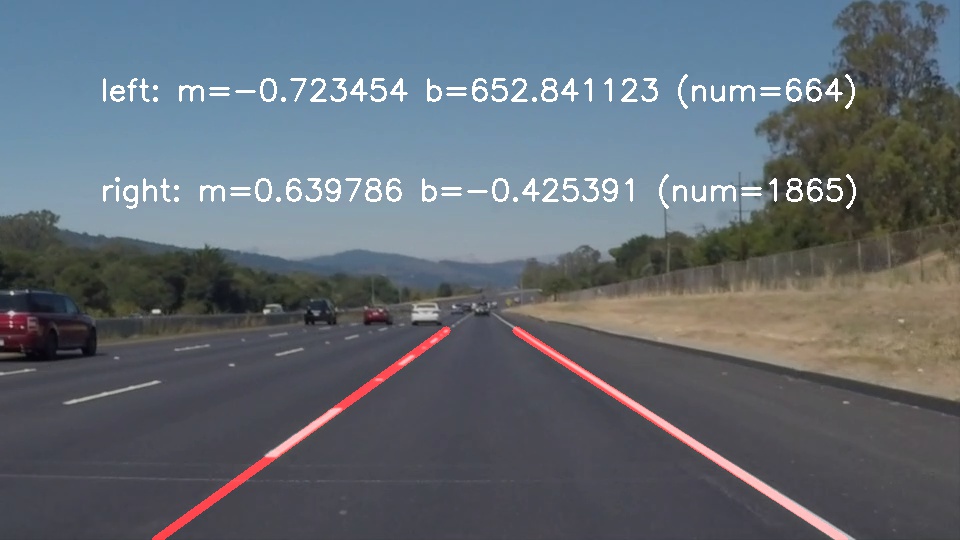 left: m=-0.723454 b=652.841123 (num=664)
right: m=0.639786 b=-0.425391 (num=1865)